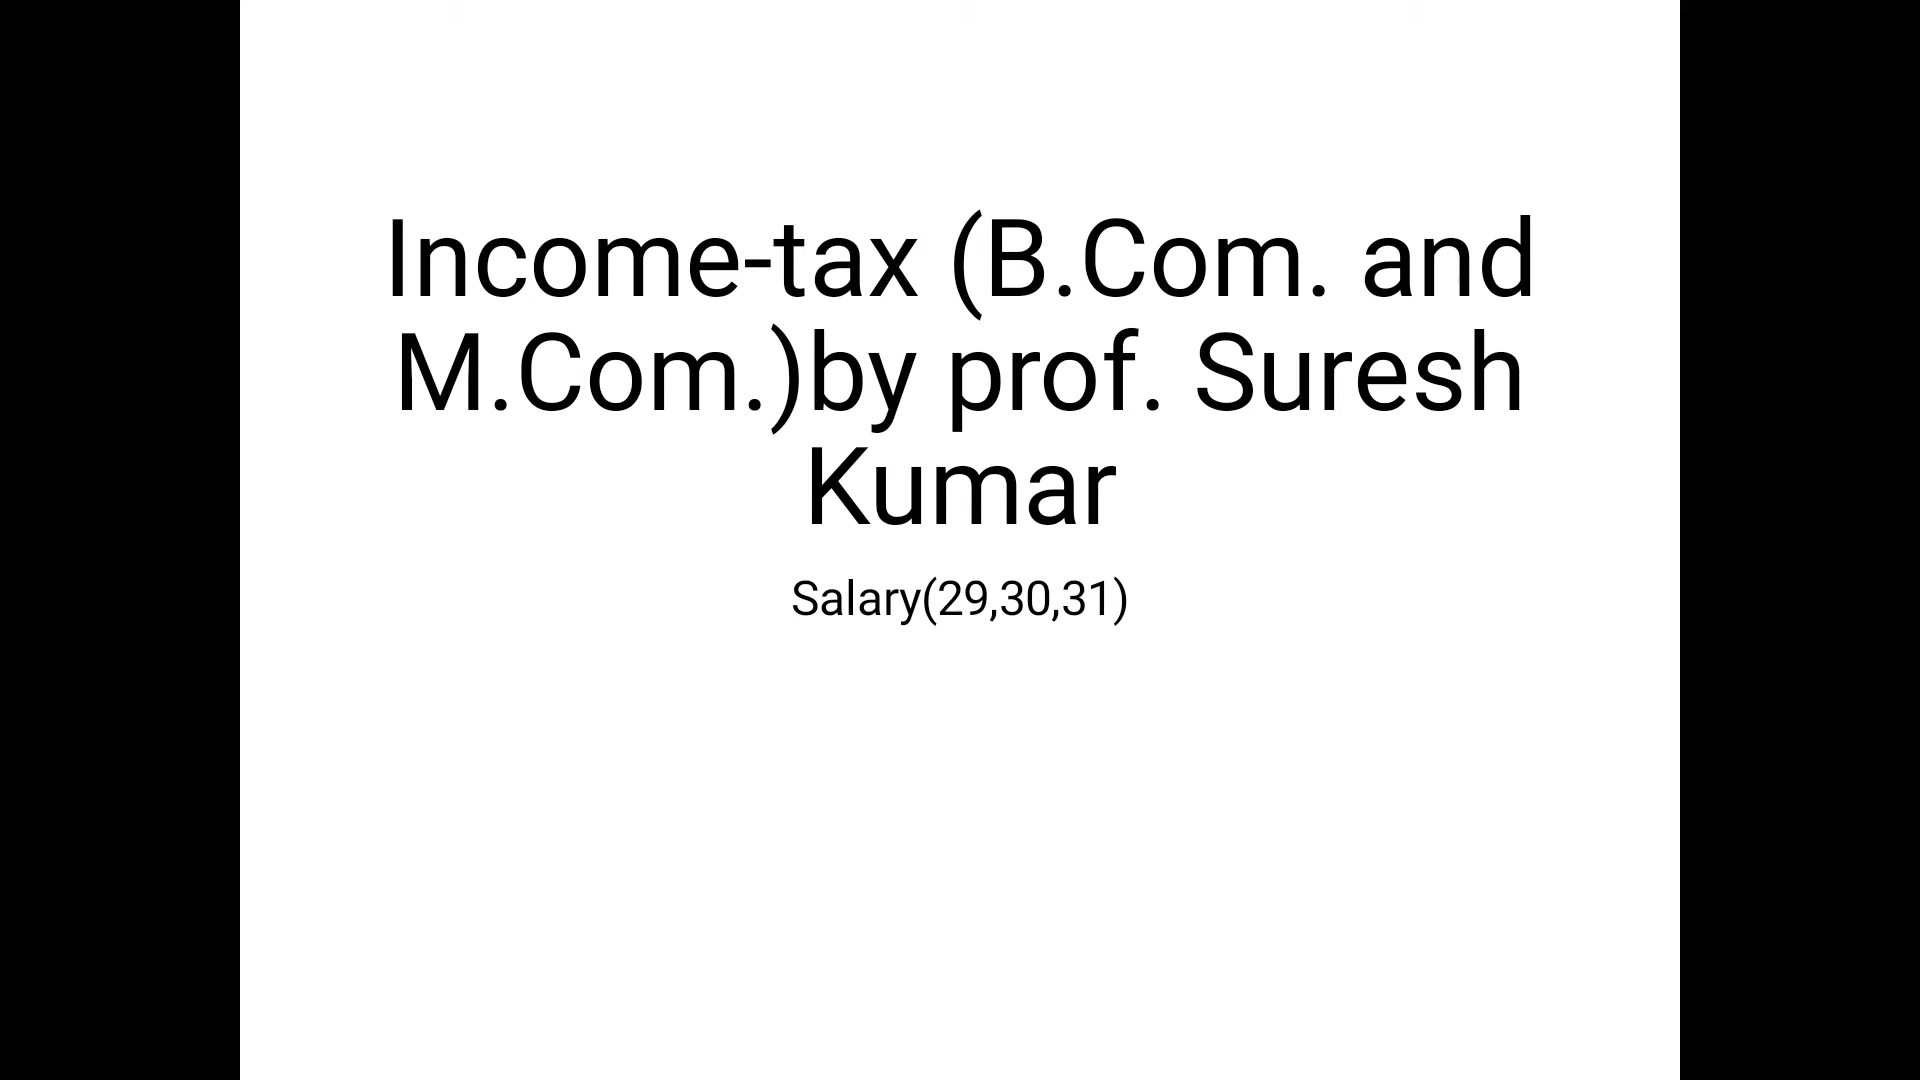 Income-tax (B.Com. and
M.Com.)by prof. Suresh
Kumar
Salary(29,30,31)